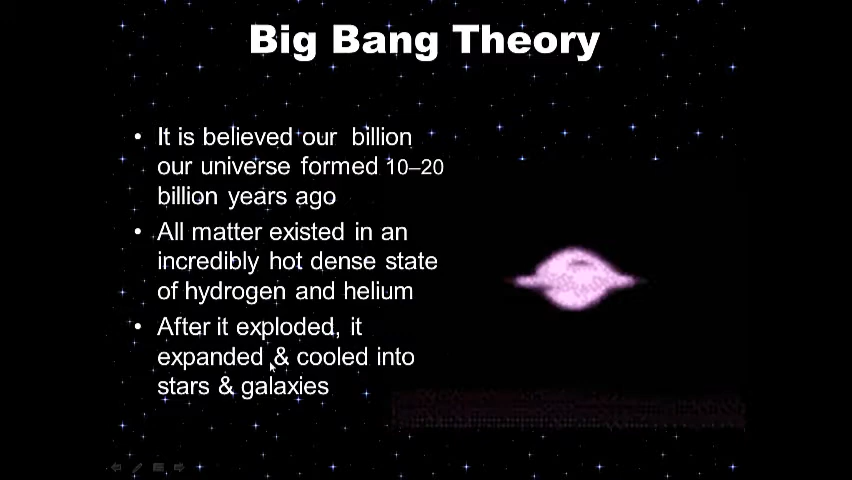 Big Bang Theory
• It is believed our billion
our universe formed 10–20
billion years ago
• All matter existed in an
incredibly hot dense state
of hydrogen and helium
• After it exploded, it
expanded & cooled into
stars & galaxies